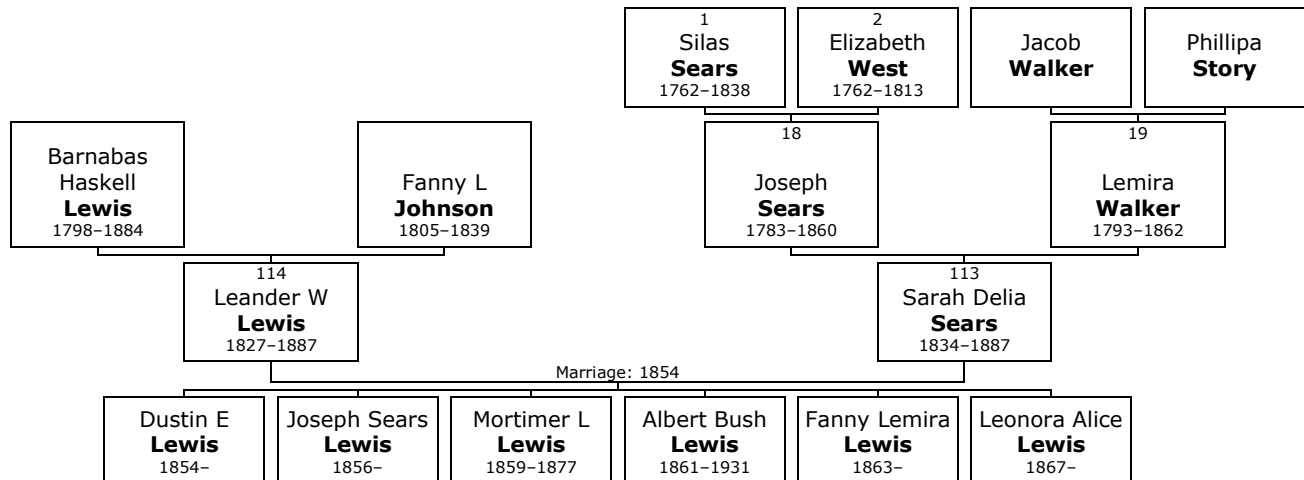 1
Silas
Sears
1762–1838
2
Elizabeth
West
1762–1813
Jacob
Walker
Phillipa
Story
Barnabas
Haskell
Lewis
1798–1884
Fanny L
Johnson
1805–1839
18
Joseph
Sears
1783–1860
19
Lemira
Walker
1793–1862
114
Leander W
Lewis
1827–1887
113
Sarah Delia
Sears
1834–1887
Marriage: 1854
Dustin E
Lewis
1854–
Joseph Sears
Lewis
1856–
Mortimer L
Lewis
1859–1877
Albert Bush
Lewis
1861–1931
Fanny Lemira
Lewis
1863–
Leonora Alice
Lewis
1867–